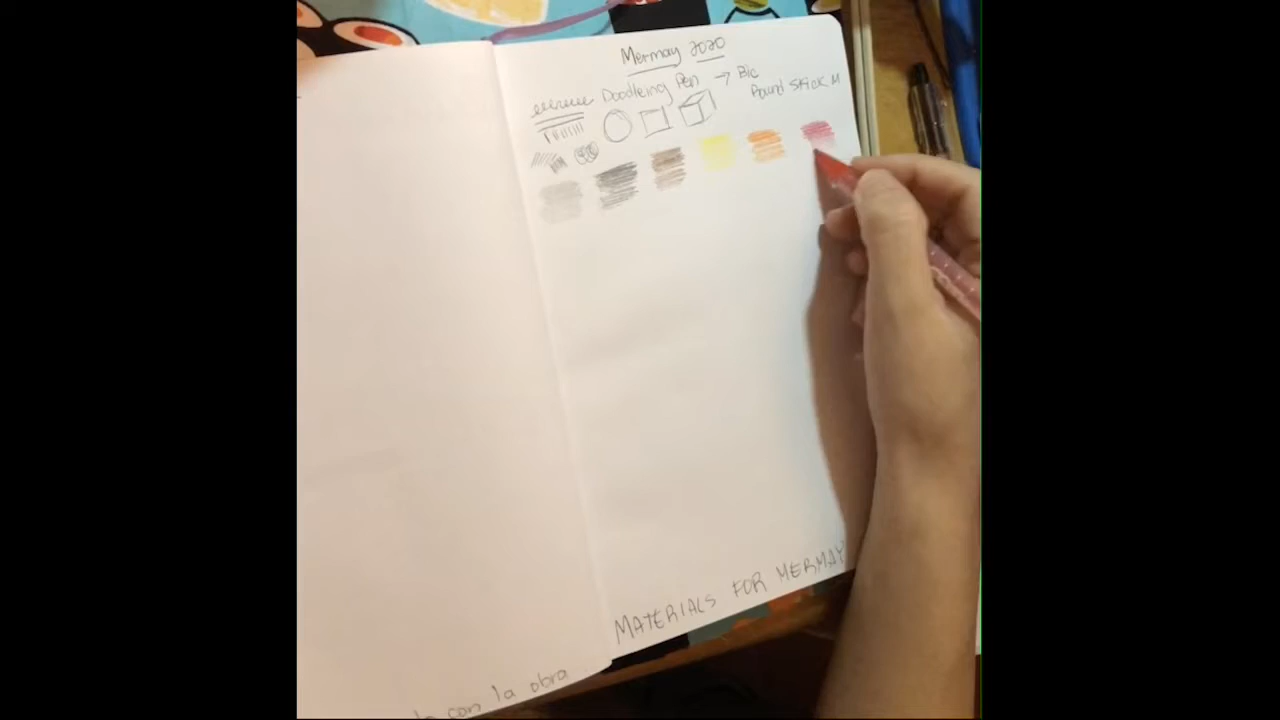 Mermay 2020
Doodleing Pen → Bic
Round Stick M
MATERIALS FOR MERMAY
con la obra